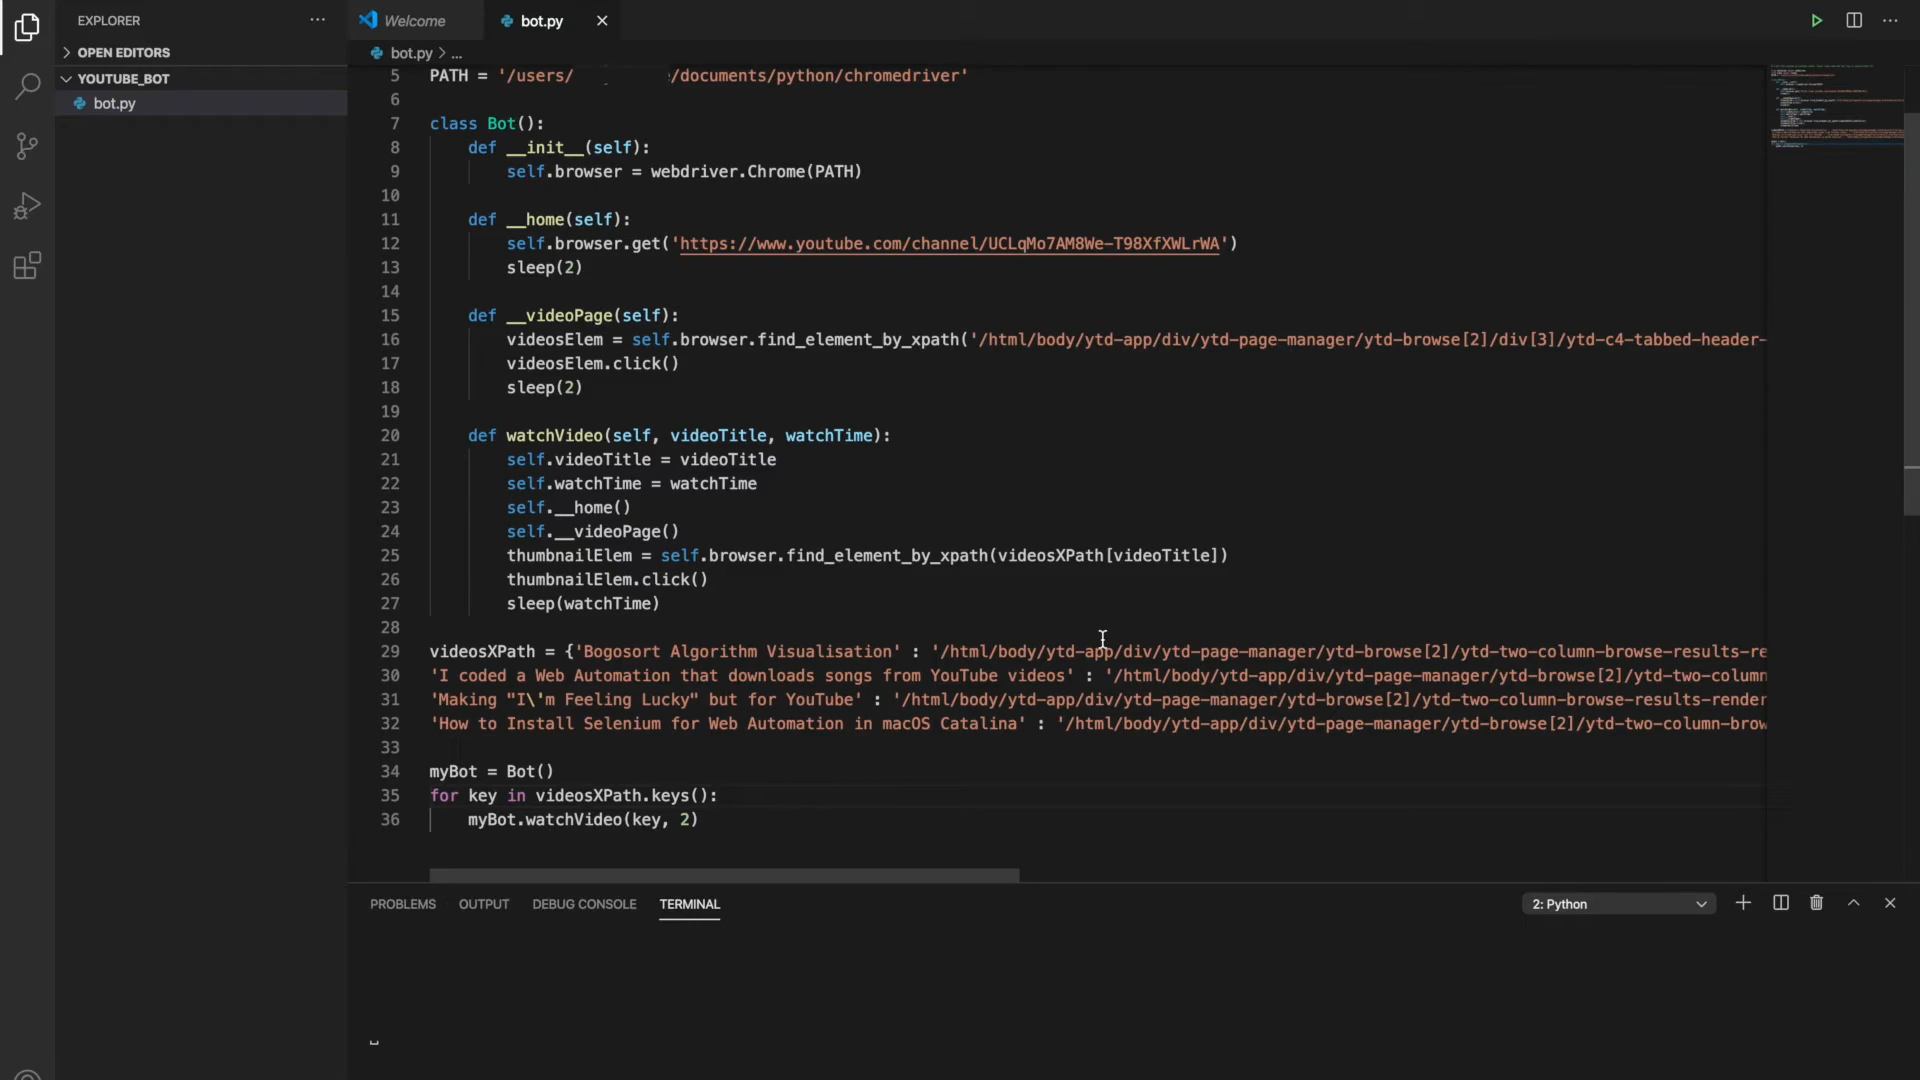 EXPLORER
OPEN EDITORS
YOUTUBE_BOT
bot.py
Welcome
bot.py
bot.py > ...
5 PATH = '/users/ /documents/python/chromedriver'
6
7 class Bot():
8 def __init__(self):
9 self.browser = webdriver.Chrome(PATH)
10
11 def __home(self):
12 self.browser.get('https://www.youtube.com/channel/UCLqMo7AM8We-T98XfXWLrWA')
13 sleep(2)
14
15 def __videoPage(self):
16 videosElem = self.browser.find_element_by_xpath('/html/body/ytd-app/div/ytd-page-manager/ytd-browse[2]/div[3]/ytd-c4-tabbed-header-
17 videosElem.click()
18 sleep(2)
19
20 def watchVideo(self, videoTitle, watchTime):
21 self.videoTitle = videoTitle
22 self.watchTime = watchTime
23 self.__home()
24 self.__videoPage()
25 thumbnailElem = self.browser.find_element_by_xpath(videosXPath[videoTitle])
26 thumbnailElem.click()
27 sleep(watchTime)
28
29 videosXPath = {'Bogosort Algorithm Visualisation' : '/html/body/ytd-app/div/ytd-page-manager/ytd-browse[2]/ytd-two-column-browse-results-re
30 'I coded a Web Automation that downloads songs from YouTube videos' : '/html/body/ytd-app/div/ytd-page-manager/ytd-browse[2]/ytd-two-column
31 'Making "I\'m Feeling Lucky" but for YouTube' : '/html/body/ytd-app/div/ytd-page-manager/ytd-browse[2]/ytd-two-column-browse-results-render
32 'How to Install Selenium for Web Automation in macOS Catalina' : '/html/body/ytd-app/div/ytd-page-manager/ytd-browse[2]/ytd-two-column-brow
33
34 myBot = Bot()
35 for key in videosXPath.keys():
36 myBot.watchVideo(key, 2)
PROBLEMS OUTPUT DEBUG CONSOLE TERMINAL
2: Python